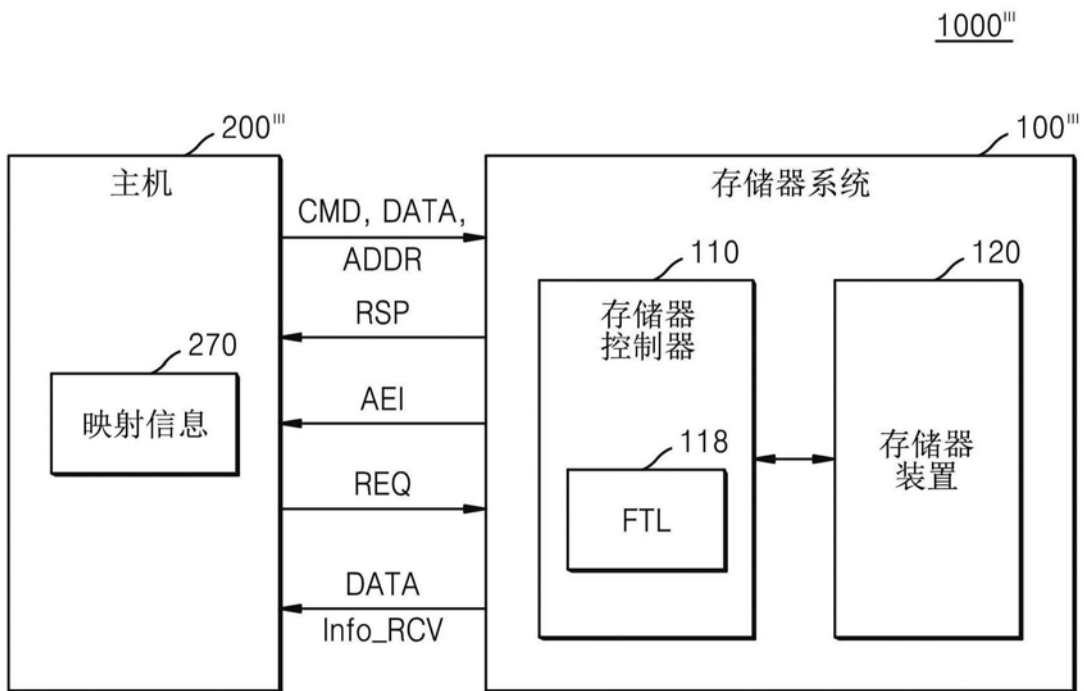 1000'''
200'''
100'''
主机
存储器系统
CMD, DATA,
ADDR
110
120
RSP
存储器
控制器
270
映射信息
AEI
118
存储器
装置
REQ
FTL
DATA
Info_RCV